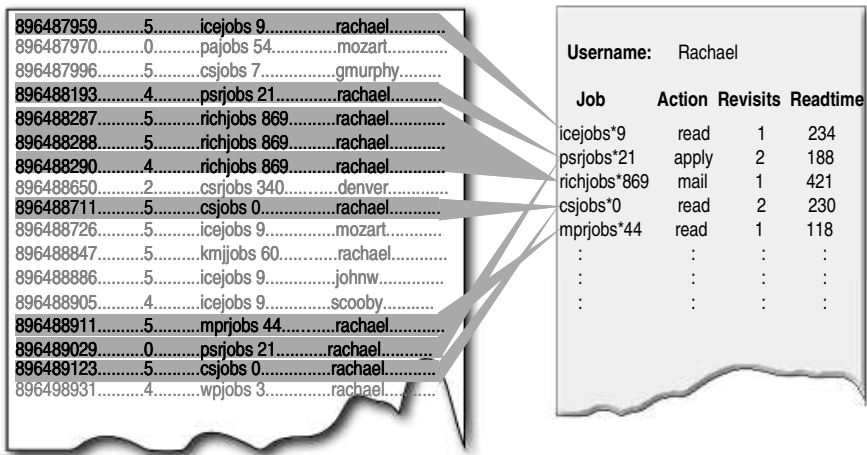 896487959..........5..........icejobs 9..................rachael..............
896487970..........0..........pajobs 54...............mozart.............
896487996..........5..........csjobs 7..................gmurphy..........
896488193..........4..........psrjobs 21...............rachael............
896488287..........5..........richjobs 869............rachael............
896488288..........5..........richjobs 869............rachael............
896488290..........4..........richjobs 869............rachael............
896488650..........2..........csrjobs 340.............denver.............
896488711..........5..........csjobs 0..................rachael............
896488726..........5..........icejobs 9.................mozart.............
896488847..........5..........kmjjobs 60..............rachael............
896488886..........5..........icejobs 9.................johnw..............
896488905..........4..........icejobs 9.................scooby...........
896488911..........5..........mprjobs 44..............rachael............
896489029..........0..........psrjobs 21............rachael............
896489123..........5..........csjobs 0................rachael............
896498931..........4..........wpjobs 3................rachael............
Username: Rachael
Job Action Revisits Readtime
icejobs*9 read 1 234
psrjobs*21 apply 2 188
richjobs*869 mail 1 421
csjobs*0 read 2 230
mprjobs*44 read 1 118
: : : :
: : : :
: : : :